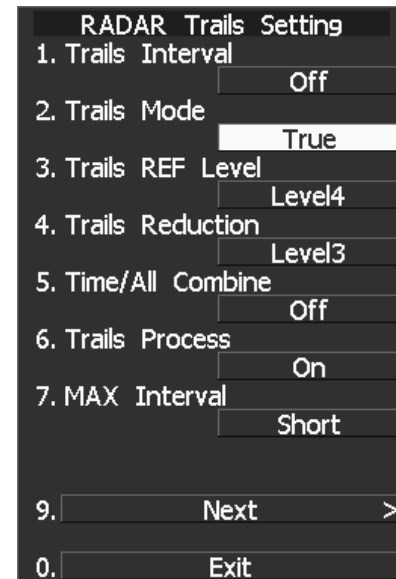 RADAR Trails Setting
1. Trails Interval
Off
2. Trails Mode
True
3. Trails REF Level
Level4
4. Trails Reduction
Level3
5. Time/All Combine
Off
6. Trails Process
On
7. MAX Interval
Short
9. Next >
0. Exit